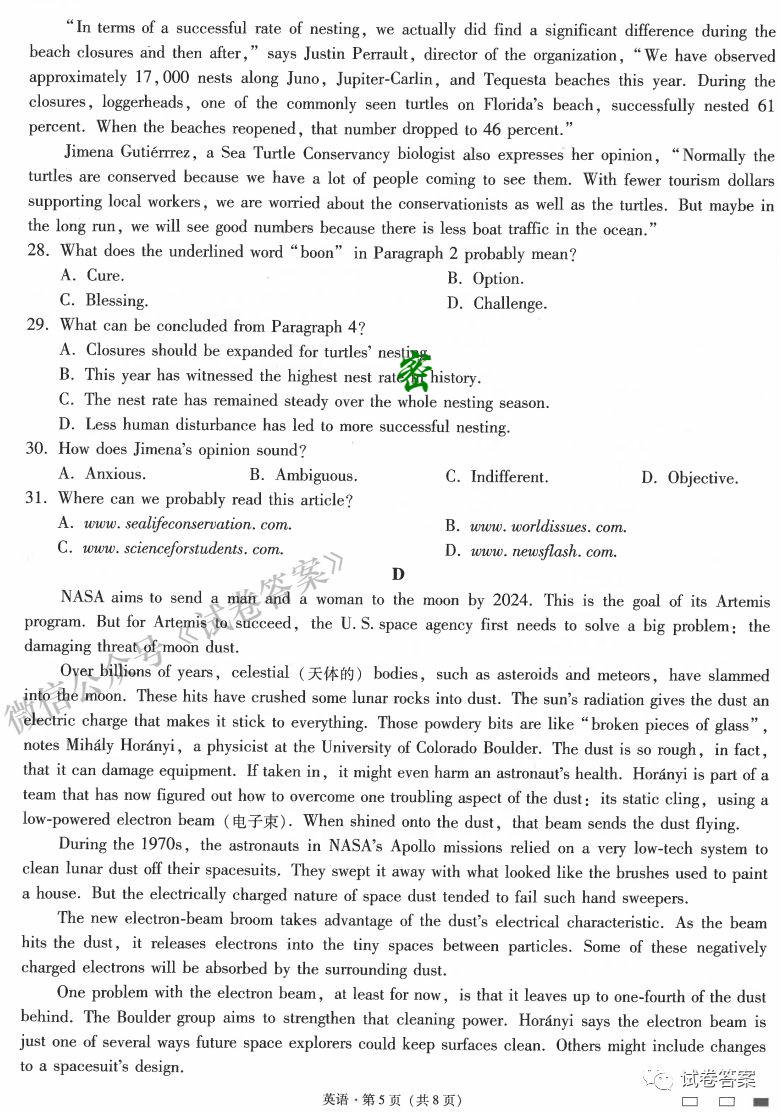 "In terms of a successful rate of nesting, we actually did find a significant difference during the
beach closures and then after," says Justin Perrault, director of the organization, "We have observed
approximately 17,000 nests along Juno, Jupiter-Carlin, and Tequesta beaches this year. During the
closures, loggerheads, one of the commonly seen turtles on Florida's beach, successfully nested 61
percent. When the beaches reopened, that number dropped to 46 percent."
Jimena Gutiérrrez, a Sea Turtle Conservancy biologist also expresses her opinion, "Normally the
turtles are conserved because we have a lot of people coming to see them. With fewer tourism dollars
supporting local workers, we are worried about the conservationists as well as the turtles. But maybe in
the long run, we will see good numbers because there is less boat traffic in the ocean."
28. What does the underlined word "boon" in Paragraph 2 probably mean?
A. Cure. B. Option.
C. Blessing. D. Challenge.
29. What can be concluded from Paragraph 4?
A. Closures should be expanded for turtles' nesting.
B. This year has witnessed the highest nest rate in history.
C. The nest rate has remained steady over the whole nesting season.
D. Less human disturbance has led to more successful nesting.
密
30. How does Jimena's opinion sound?
A. Anxious. B. Ambiguous. C. Indifferent. D. Objective.
31. Where can we probably read this article?
A. www.sealifeconservation.com. B. www.worldissues.com.
C. www.scienceforstudents.com. D. www.newsflash.com.
D
NASA aims to send a man and a woman to the moon by 2024. This is the goal of its Artemis
program. But for Artemis to succeed, the U.S. space agency first needs to solve a big problem: the
damaging threat of moon dust.
Over billions of years, celestial (天体的) bodies, such as asteroids and meteors, have slammed
into the moon. These hits have crushed some lunar rocks into dust. The sun's radiation gives the dust an
electric charge that makes it stick to everything. Those powdery bits are like "broken pieces of glass",
notes Mihály Horányi, a physicist at the University of Colorado Boulder. The dust is so rough, in fact,
that it can damage equipment. If taken in, it might even harm an astronaut's health. Horányi is part of a
team that has now figured out how to overcome one troubling aspect of the dust: its static cling, using a
low-powered electron beam (电子束). When shined onto the dust, that beam sends the dust flying.
During the 1970s, the astronauts in NASA's Apollo missions relied on a very low-tech system to
clean lunar dust off their spacesuits. They swept it away with what looked like the brushes used to paint
a house. But the electrically charged nature of space dust tended to fail such hand sweepers.
The new electron-beam broom takes advantage of the dust's electrical characteristic. As the beam
hits the dust, it releases electrons into the tiny spaces between particles. Some of these negatively
charged electrons will be absorbed by the surrounding dust.
One problem with the electron beam, at least for now, is that it leaves up to one-fourth of the dust
behind. The Boulder group aims to strengthen that cleaning power. Horányi says the electron beam is
just one of several ways future space explorers could keep surfaces clean. Others might include changes
to a spacesuit's design.
微信公众号《试卷答案》
试卷答案
英语·第5页(共8页)